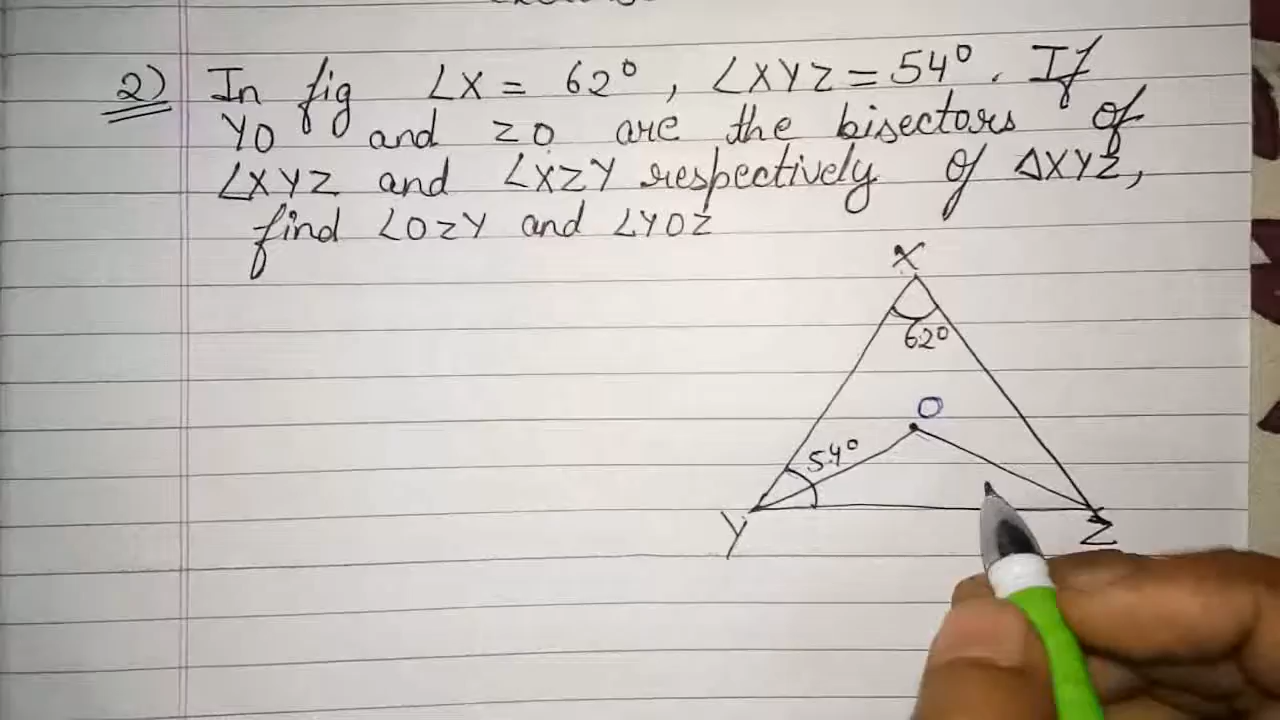 2) In fig ∠X = 62°, ∠XYZ = 54°. If
YO and ZO are the bisectors of
∠XYZ and ∠XZY respectively of ΔXYZ,
find ∠OZY and ∠YOZ
X
62°
O
54°
Y
Z